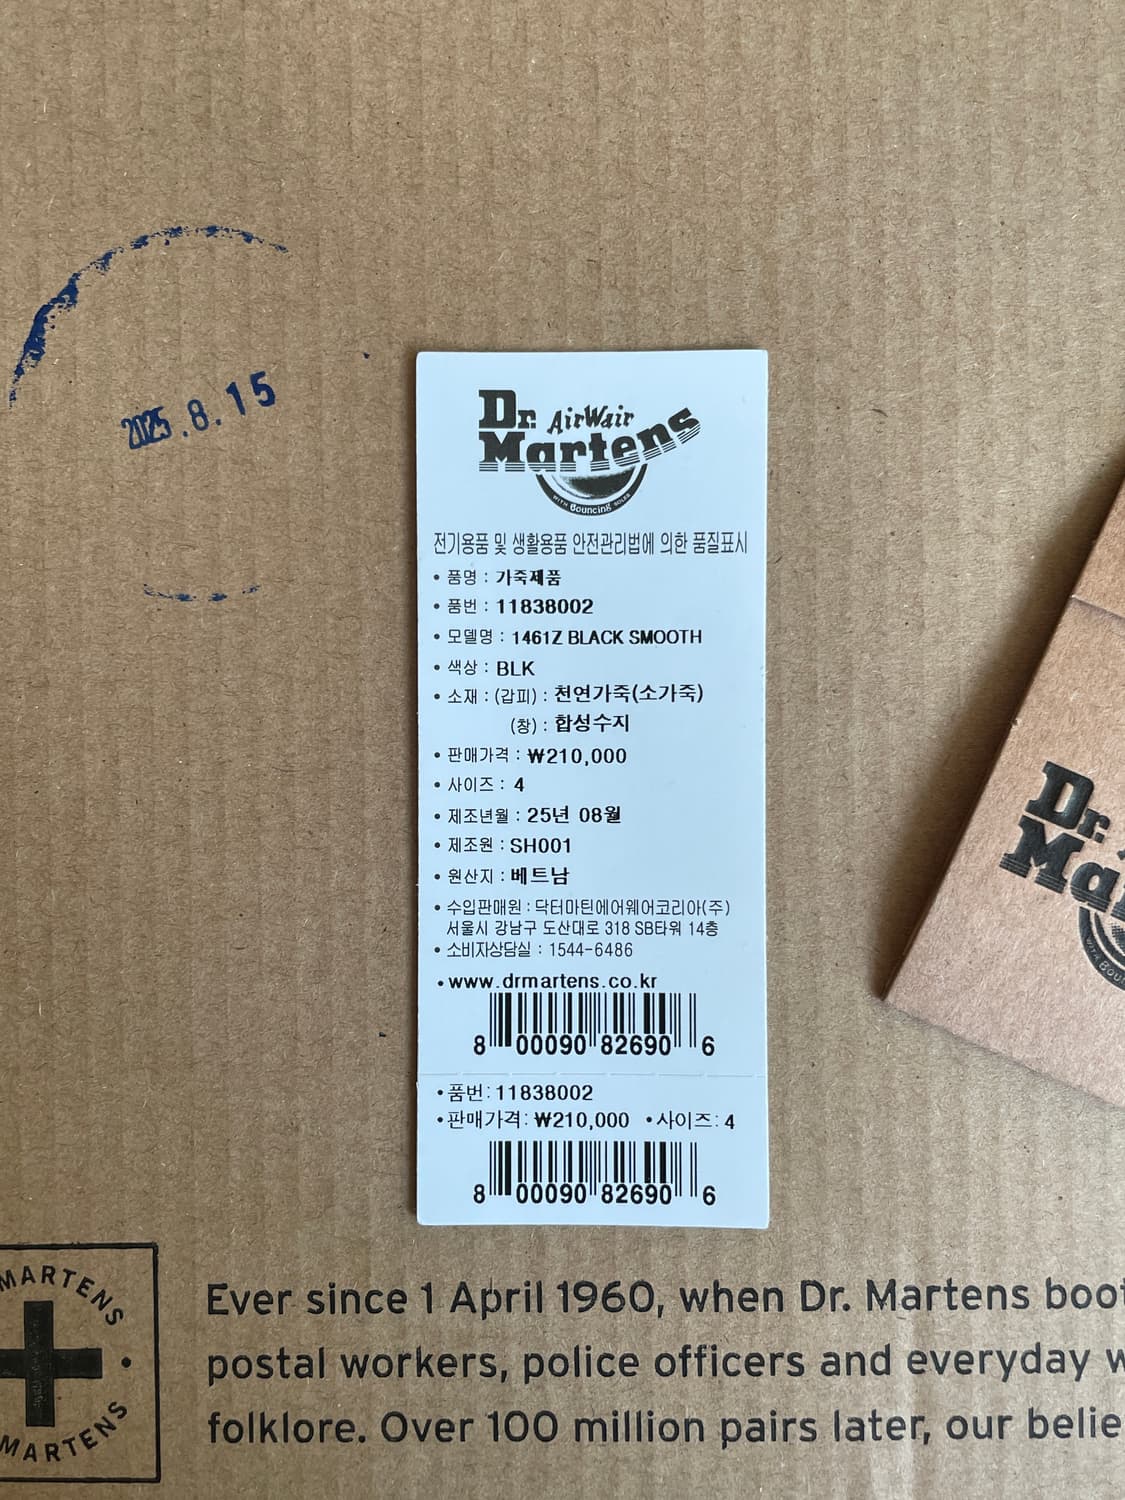 2025.8.15
Dr. AirWair
Martens
WITH Bouncing SOLES
전기용품 및 생활용품 안전관리법에 의한 품질표시
• 품명 : 가죽제품
• 품번 : 11838002
• 모델명 : 1461Z BLACK SMOOTH
• 색상 : BLK
• 소재 : (갑피) : 천연가죽(소가죽)
(창) : 합성수지
• 판매가격 : ₩210,000
• 사이즈 : 4
• 제조년월 : 25년 08월
• 제조원 : SH001
• 원산지 : 베트남
• 수입판매원 : 닥터마틴에어웨어코리아(주)
서울시 강남구 도산대로 318 SB타워 14층
• 소비자상담실 : 1544-6486
• www.drmartens.co.kr
8 00090 82690 6
• 품번: 11838002
• 판매가격: ₩210,000 • 사이즈: 4
8 00090 82690 6
Dr.
Ma
MARTENS
MARTENS
Ever since 1 April 1960, when Dr. Martens boo
postal workers, police officers and everyday w
folklore. Over 100 million pairs later, our belie